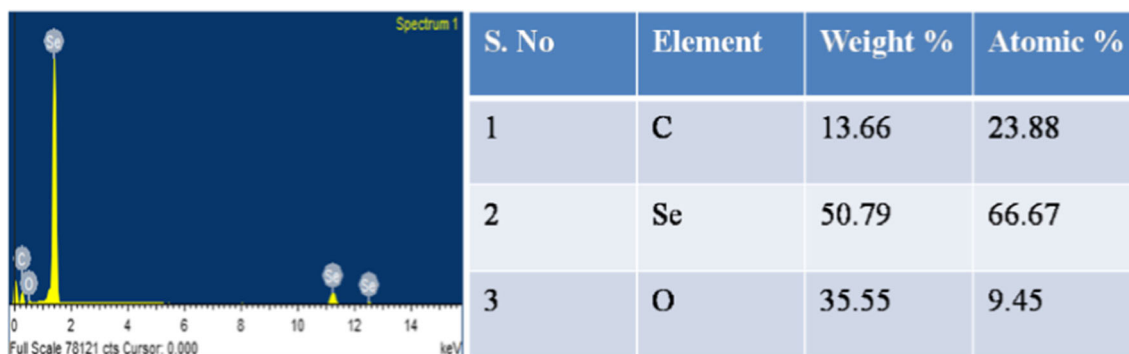 Spectrum 1
Se
C
O
Se
Se
0 2 4 6 8 10 12 14
Full Scale 78121 cts Cursor: 0.000 keV
S. No Element Weight % Atomic %
1 C 13.66 23.88
2 Se 50.79 66.67
3 O 35.55 9.45